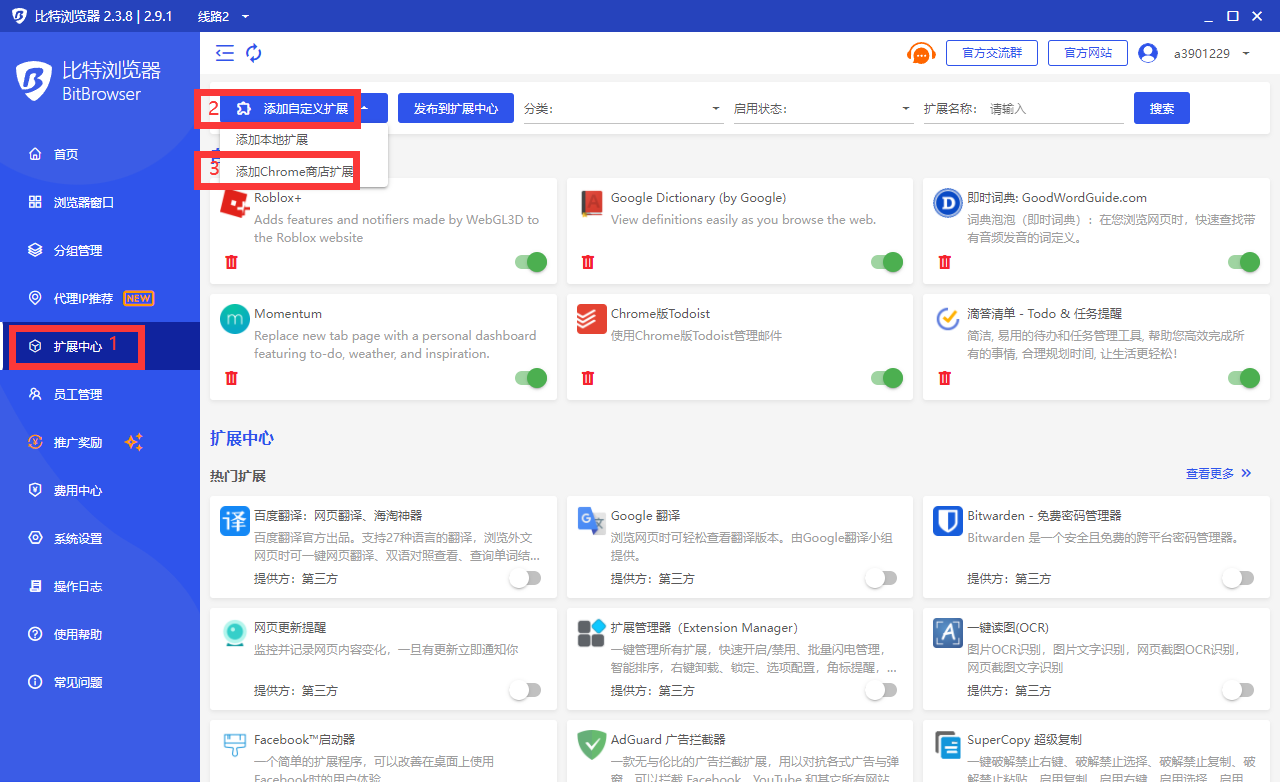 比特浏览器 2.3.8 | 2.9.1 线路2
官方交流群 官方网站 a3901229
比特浏览器
BitBrowser
首页
浏览器窗口
分组管理
代理IP推荐 NEW
扩展中心 1
员工管理
推广奖励
费用中心
系统设置
操作日志
使用帮助
常见问题
2 添加自定义扩展 发布到扩展中心 分类: 启用状态: 扩展名称: 请输入 搜索
添加本地扩展
3 添加Chrome商店扩展
Roblox+
Adds features and notifiers made by WebGL3D to
the Roblox website
Google Dictionary (by Google)
View definitions easily as you browse the web.
即时词典: GoodWordGuide.com
词典泡泡（即时词典）：在您浏览网页时，快速查找带
有音频发音的词定义。
Momentum
Replace new tab page with a personal dashboard
featuring to-do, weather, and inspiration.
Chrome版Todoist
使用Chrome版Todoist管理邮件
滴答清单 - Todo & 任务提醒
简洁, 易用的待办和任务管理工具, 帮助您高效完成所
有的事情, 合理规划时间, 让生活更轻松!
扩展中心
热门扩展 查看更多
百度翻译：网页翻译、海淘神器
百度翻译官方出品。支持27种语言的翻译，浏览外文
网页时可一键网页翻译、双语对照查看、查询单词结...
提供方：第三方
Google 翻译
浏览网页时可轻松查看翻译版本。由Google翻译小组
提供。
提供方：第三方
Bitwarden - 免费密码管理器
Bitwarden 是一个安全且免费的跨平台密码管理器。
提供方：第三方
网页更新提醒
监控并记录网页内容变化，一旦有更新立即通知你
提供方：第三方
扩展管理器（Extension Manager）
一键管理所有扩展，快速开启/禁用、批量闪电管理，
智能排序，右键卸载、锁定、选项配置，角标提醒，...
提供方：第三方
一键读图(OCR)
图片OCR识别，图片文字识别，网页截图OCR识别，
网页截图文字识别
提供方：第三方
Facebook™启动器
一个简单的扩展程序，可以改善在桌面上使用
Facebook时的用户体验
AdGuard 广告拦截器
一款无与伦比的广告拦截扩展，用以对抗各式广告与弹
窗。可以拦截 Facebook、YouTube 和其它所有网站
SuperCopy 超级复制
一键破解禁止右键、破解禁止选择、破解禁止复制、破
解禁止粘贴，启用复制，启用右键，启用选择，启用